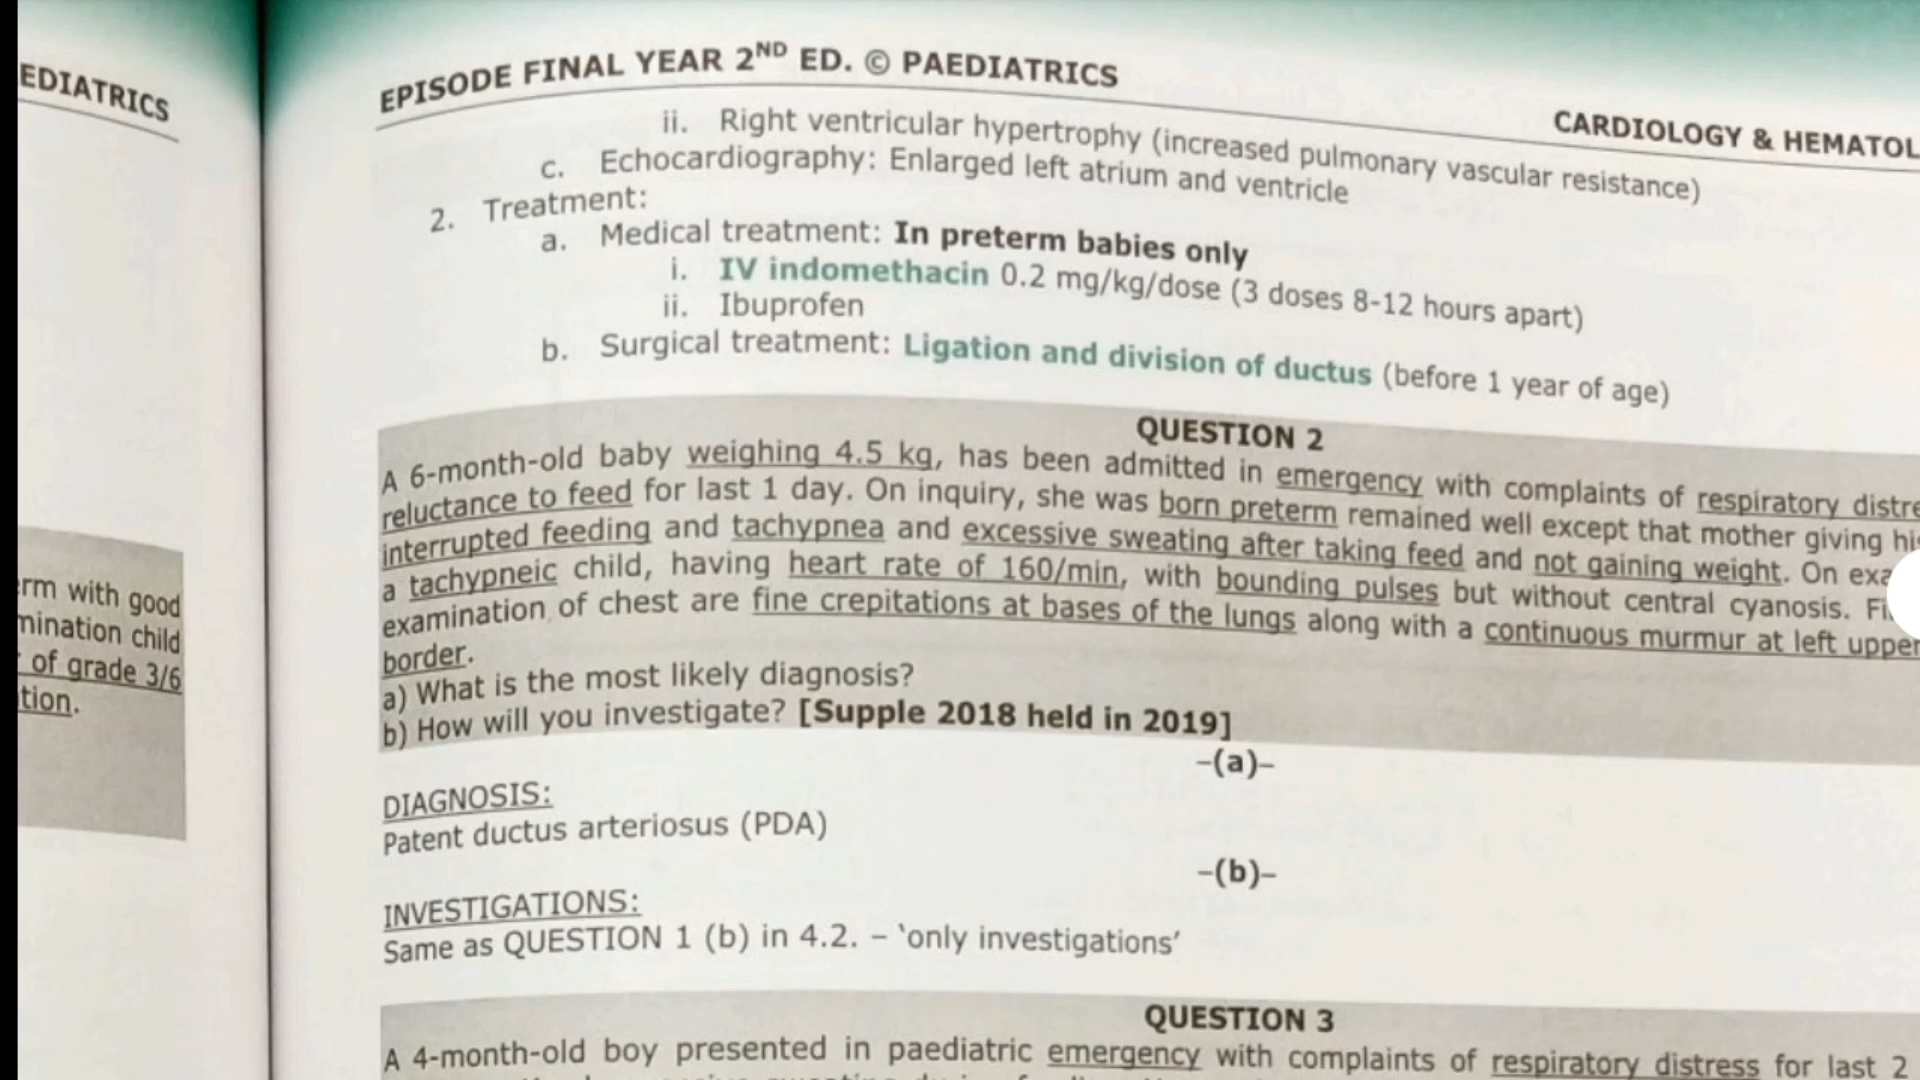 EDIATRICS
rm with good
mination child
of grade 3/6
tion.
EPISODE FINAL YEAR 2ND ED. © PAEDIATRICS
CARDIOLOGY & HEMATOL
ii. Right ventricular hypertrophy (increased pulmonary vascular resistance)
c. Echocardiography: Enlarged left atrium and ventricle
2. Treatment:
a. Medical treatment: In preterm babies only
i. IV indomethacin 0.2 mg/kg/dose (3 doses 8-12 hours apart)
ii. Ibuprofen
b. Surgical treatment: Ligation and division of ductus (before 1 year of age)
QUESTION 2
A 6-month-old baby weighing 4.5 kg, has been admitted in emergency with complaints of respiratory distre
reluctance to feed for last 1 day. On inquiry, she was born preterm remained well except that mother giving his
interrupted feeding and tachypnea and excessive sweating after taking feed and not gaining weight. On exa
a tachypneic child, having heart rate of 160/min, with bounding pulses but without central cyanosis. Fi
examination of chest are fine crepitations at bases of the lungs along with a continuous murmur at left upper
border.
a) What is the most likely diagnosis?
b) How will you investigate? [Supple 2018 held in 2019]
-(a)-
DIAGNOSIS:
Patent ductus arteriosus (PDA)
-(b)-
INVESTIGATIONS:
Same as QUESTION 1 (b) in 4.2. – 'only investigations'
QUESTION 3
A 4-month-old boy presented in paediatric emergency with complaints of respiratory distress for last 2